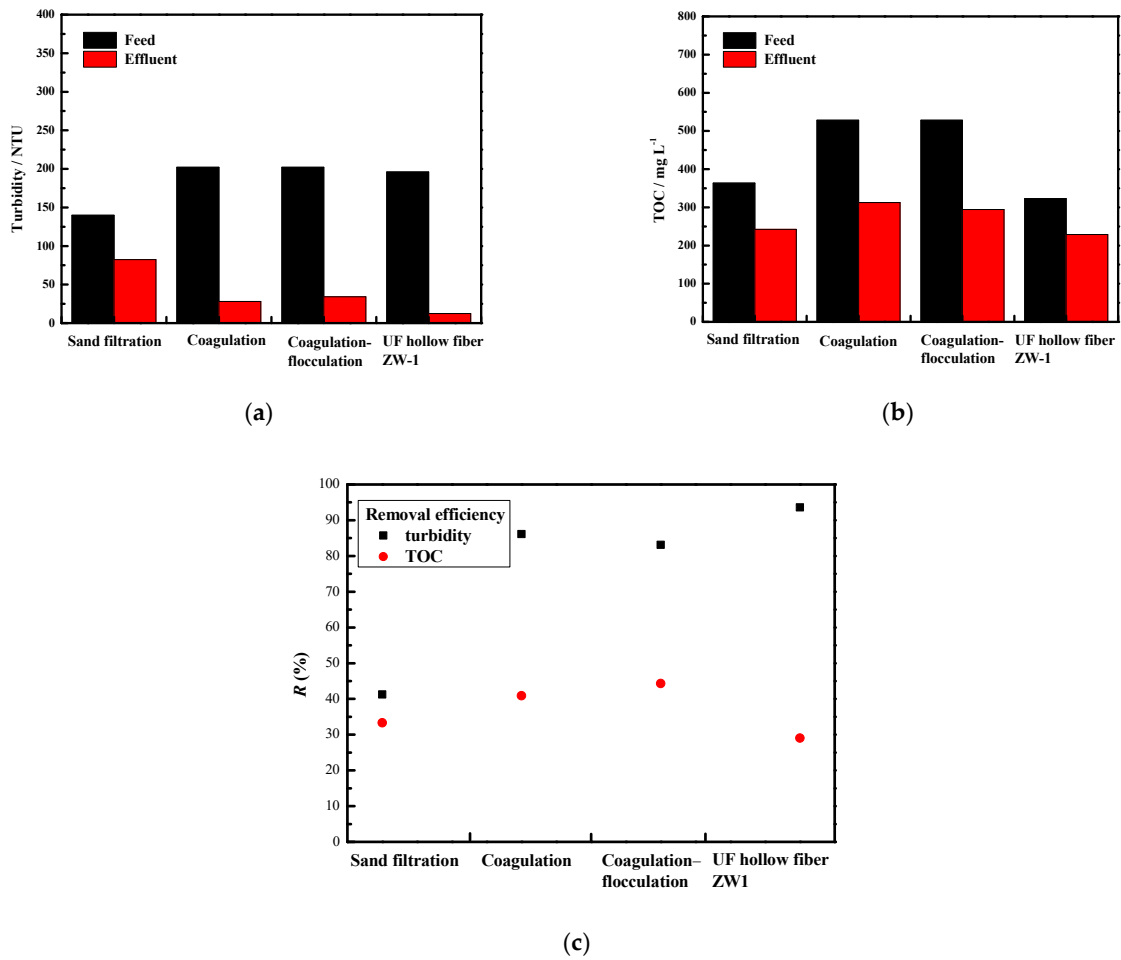 400
350
300
250
200
150
100
50
0
Turbidity / NTU
Feed
Effluent
Sand filtration
Coagulation
Coagulation-
flocculation
UF hollow fiber
ZW-1
(a)
800
700
600
500
400
300
200
100
0
TOC / mg L⁻¹
Feed
Effluent
Sand filtration
Coagulation
Coagulation-
flocculation
UF hollow fiber
ZW-1
(b)
100
90
80
70
60
50
40
30
20
10
0
R (%)
Removal efficiency
turbidity
TOC
Sand filtration
Coagulation
Coagulation–
flocculation
UF hollow fiber
ZW1
(c)